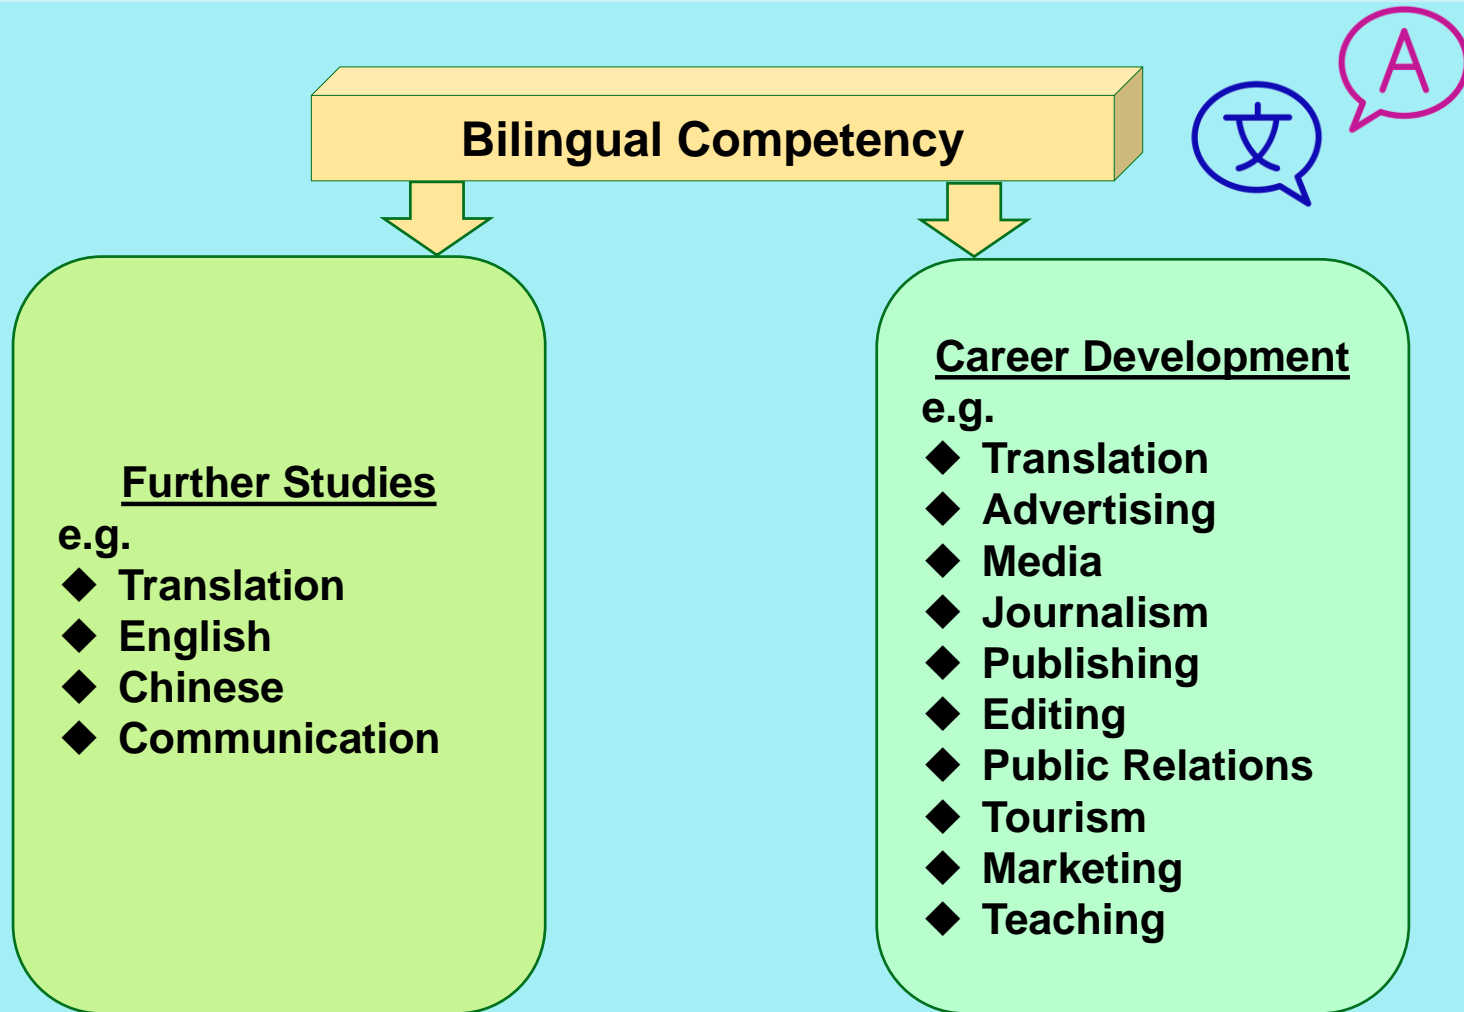 A
文
Bilingual Competency
Further Studies
e.g.
◆ Translation
◆ English
◆ Chinese
◆ Communication
Career Development
e.g.
◆ Translation
◆ Advertising
◆ Media
◆ Journalism
◆ Publishing
◆ Editing
◆ Public Relations
◆ Tourism
◆ Marketing
◆ Teaching